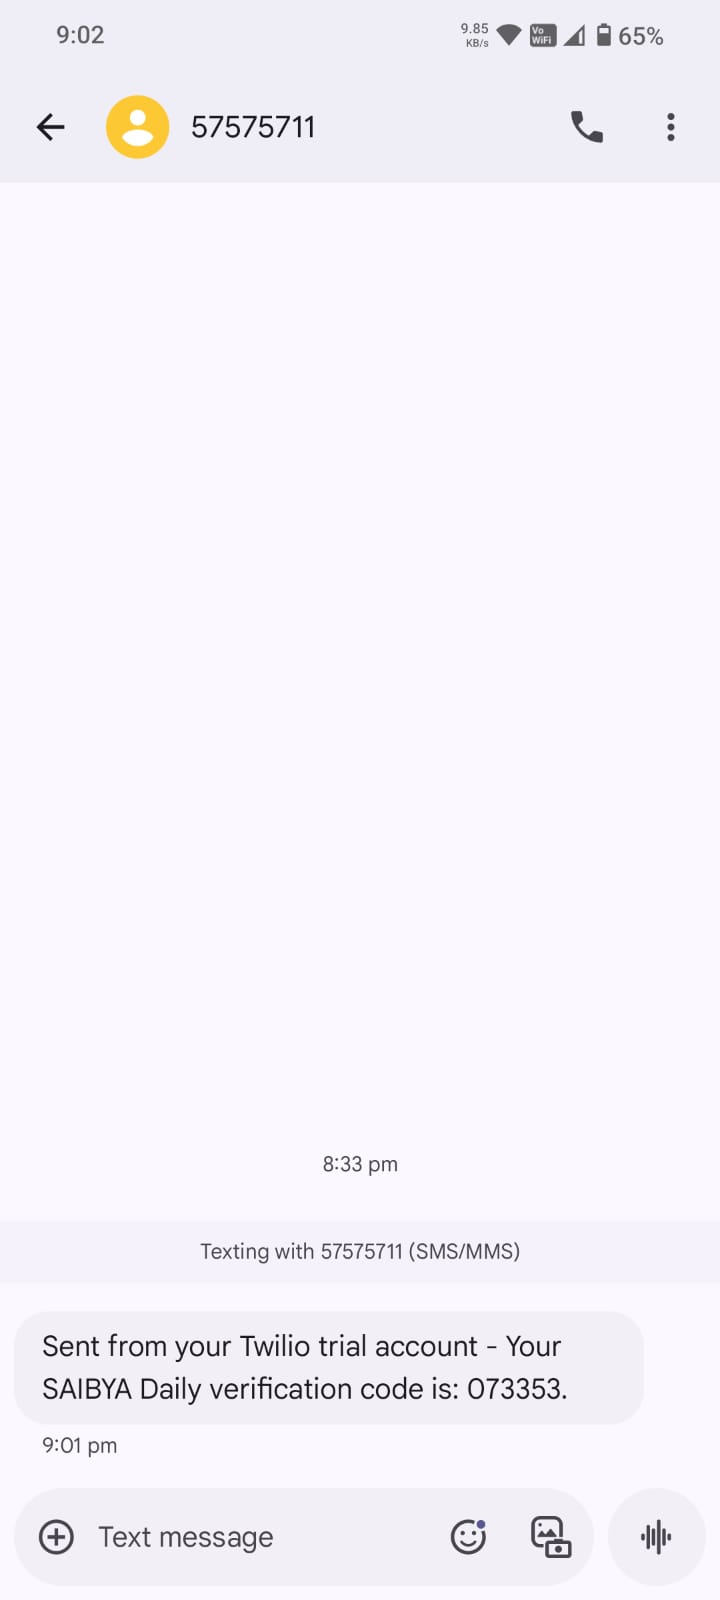 9:02
9.85
KB/s
Vo
WiFi
65%
57575711
8:33 pm
Texting with 57575711 (SMS/MMS)
Sent from your Twilio trial account - Your
SAIBYA Daily verification code is: 073353.
9:01 pm
Text message